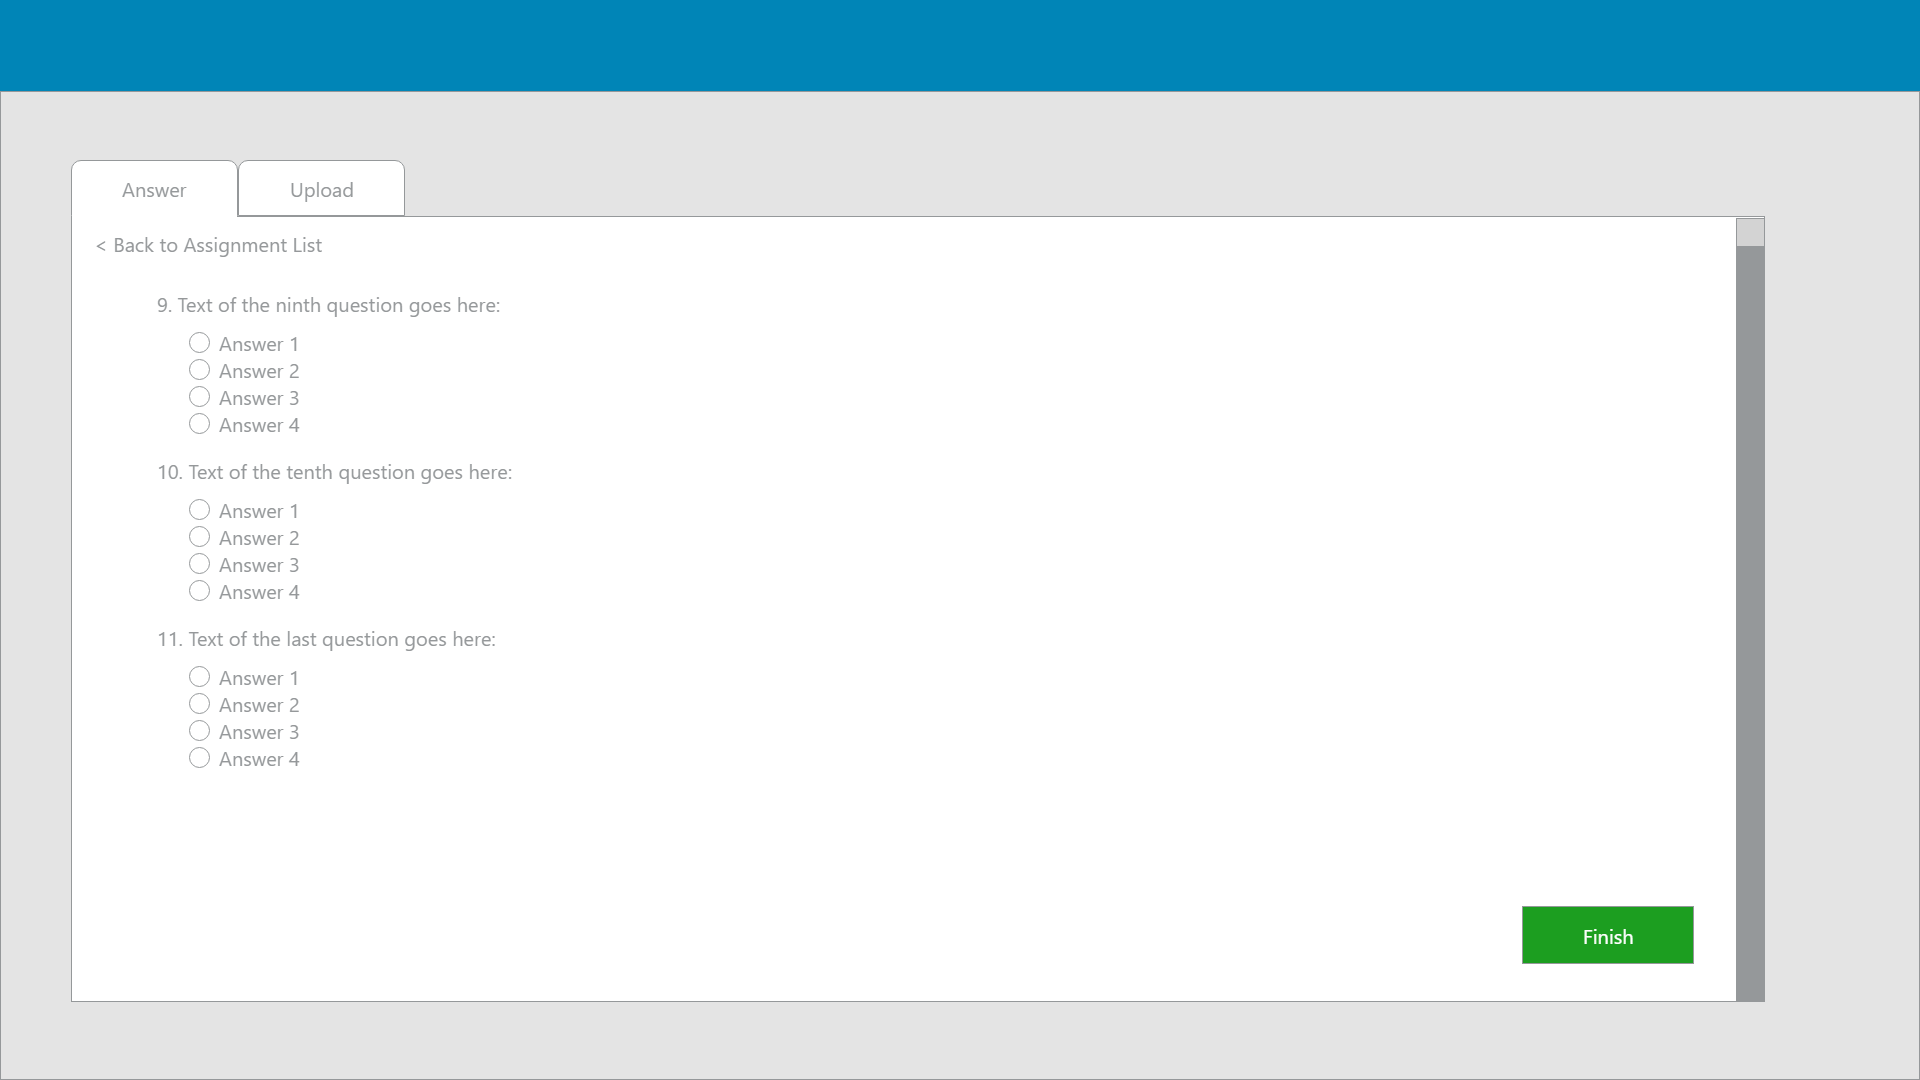 Answer
Upload
< Back to Assignment List
9. Text of the ninth question goes here:
Answer 1
Answer 2
Answer 3
Answer 4
10. Text of the tenth question goes here:
Answer 1
Answer 2
Answer 3
Answer 4
11. Text of the last question goes here:
Answer 1
Answer 2
Answer 3
Answer 4
Finish